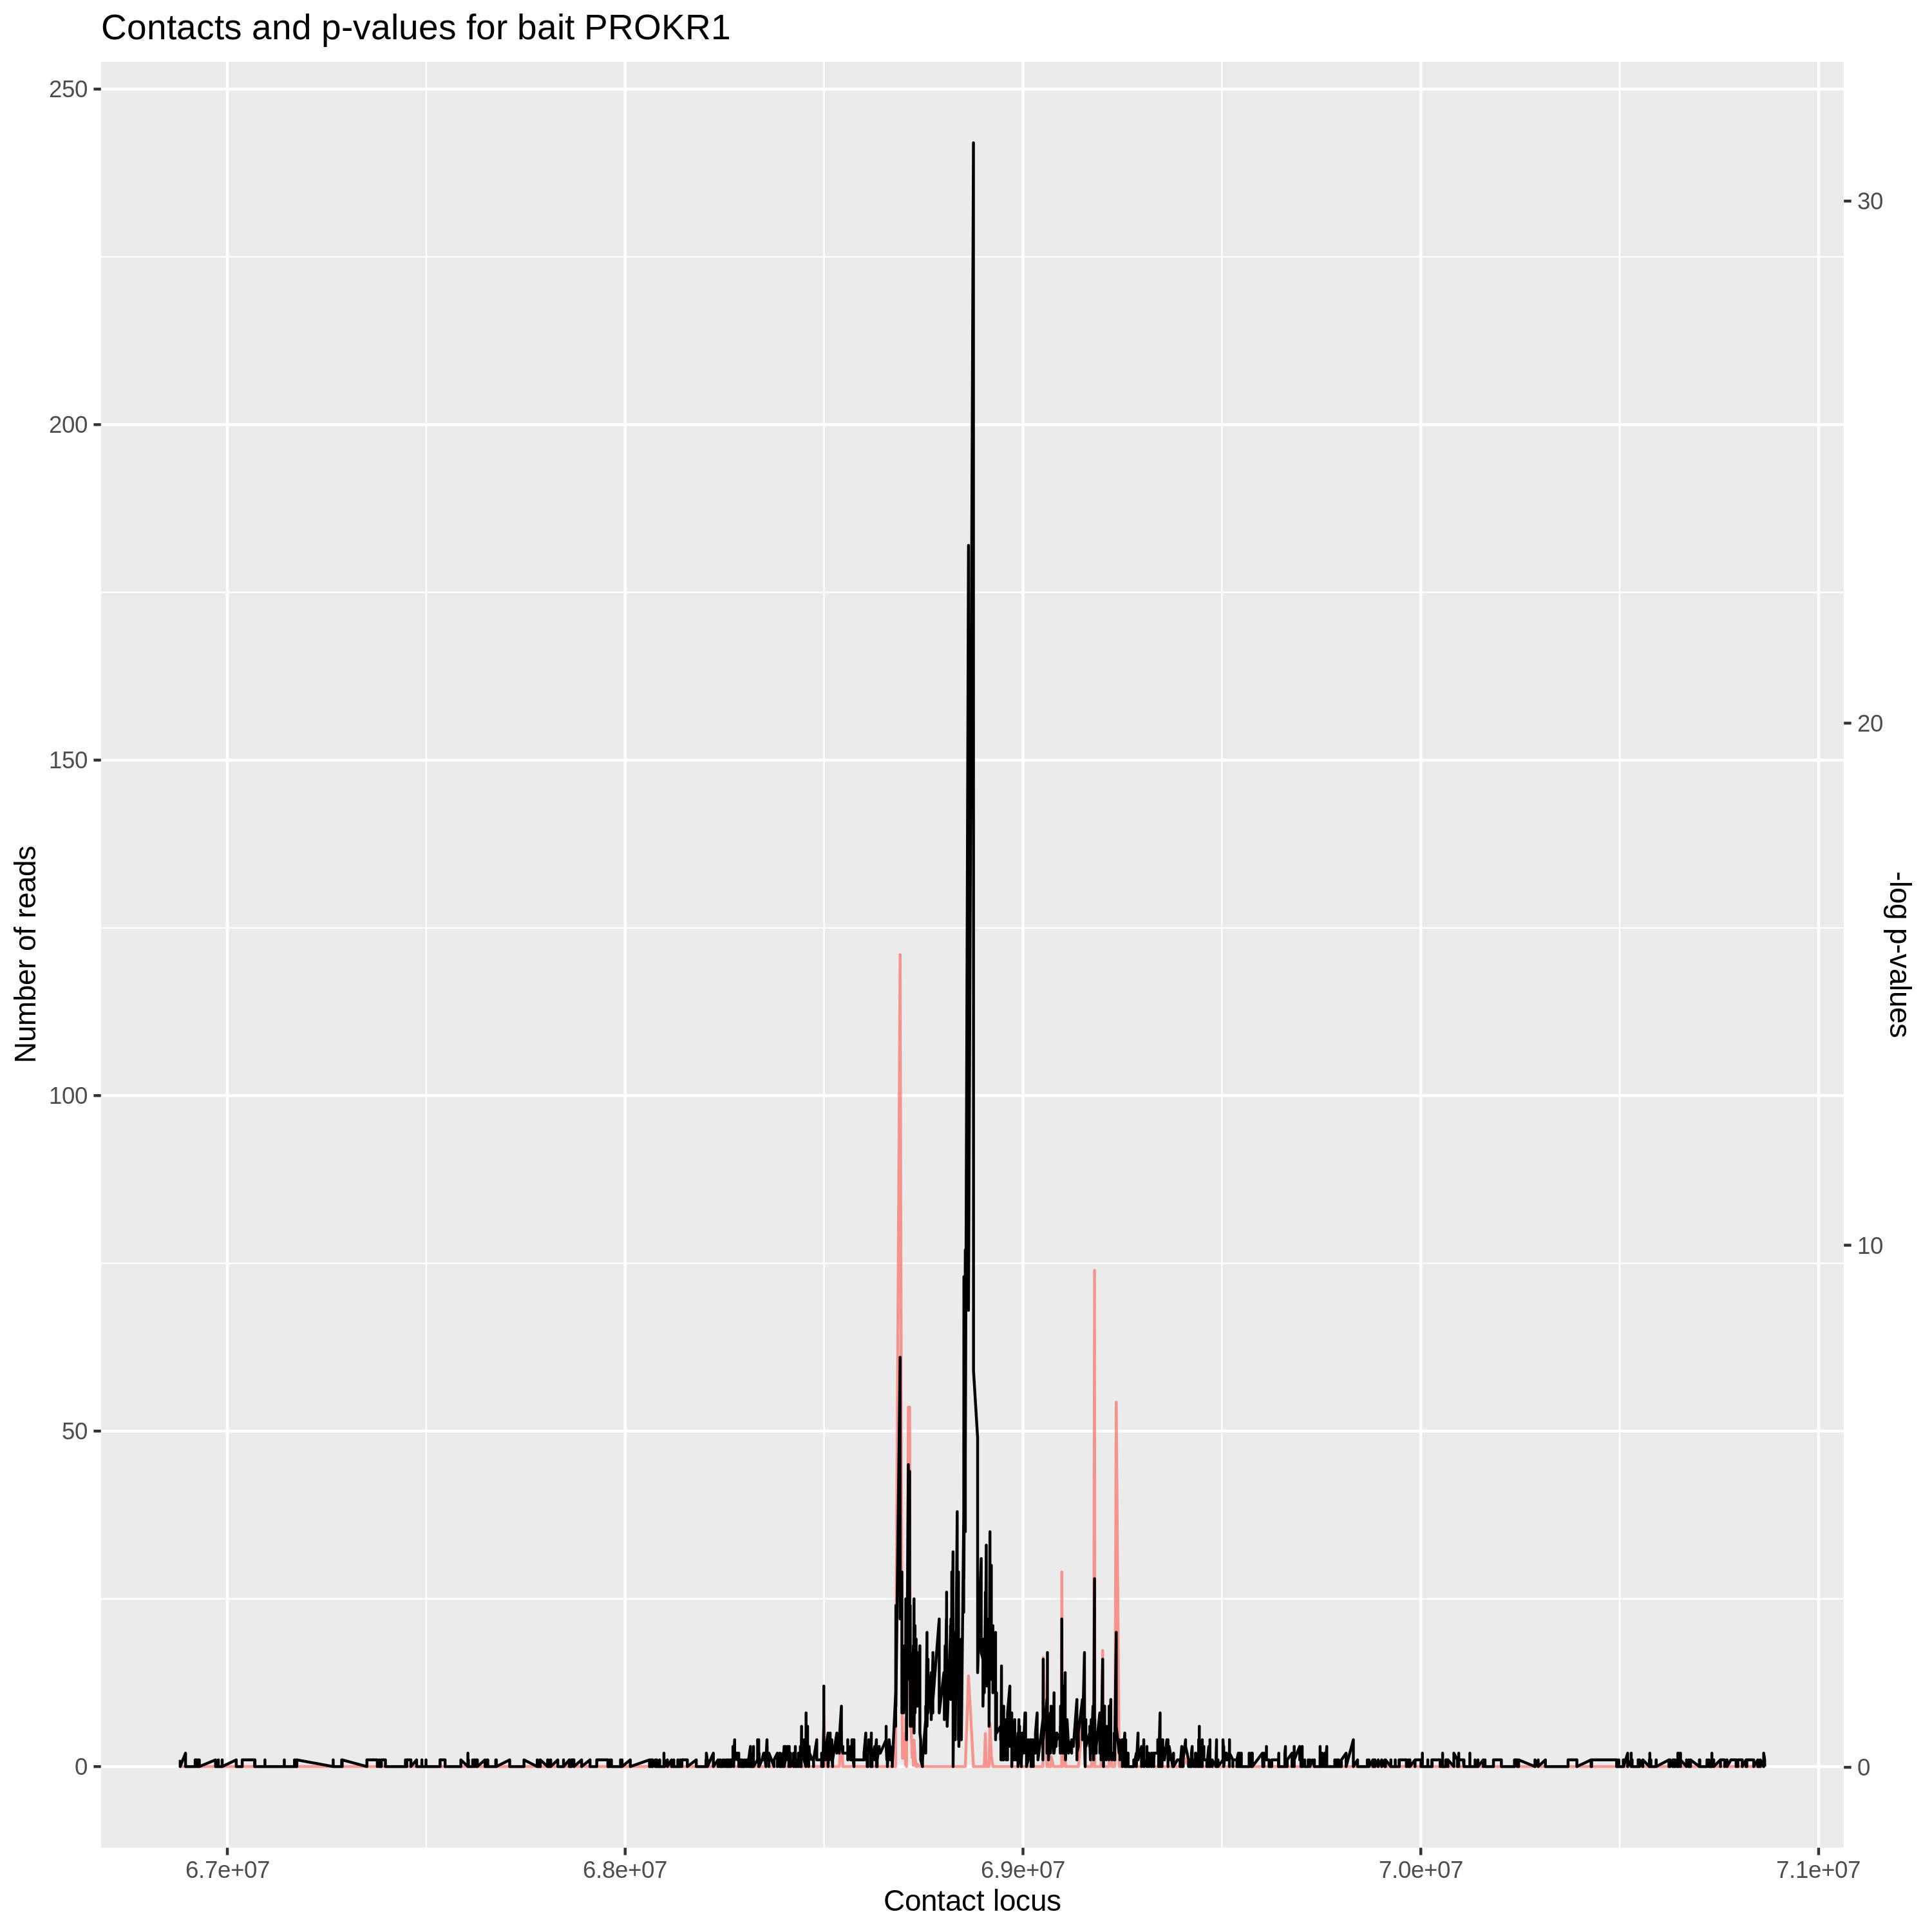 Contacts and p-values for bait PROKR1
250
200
150
100
50
0
Number of reads
30
20
10
0
-log p-values
6.7e+07
6.8e+07
6.9e+07
7.0e+07
7.1e+07
Contact locus